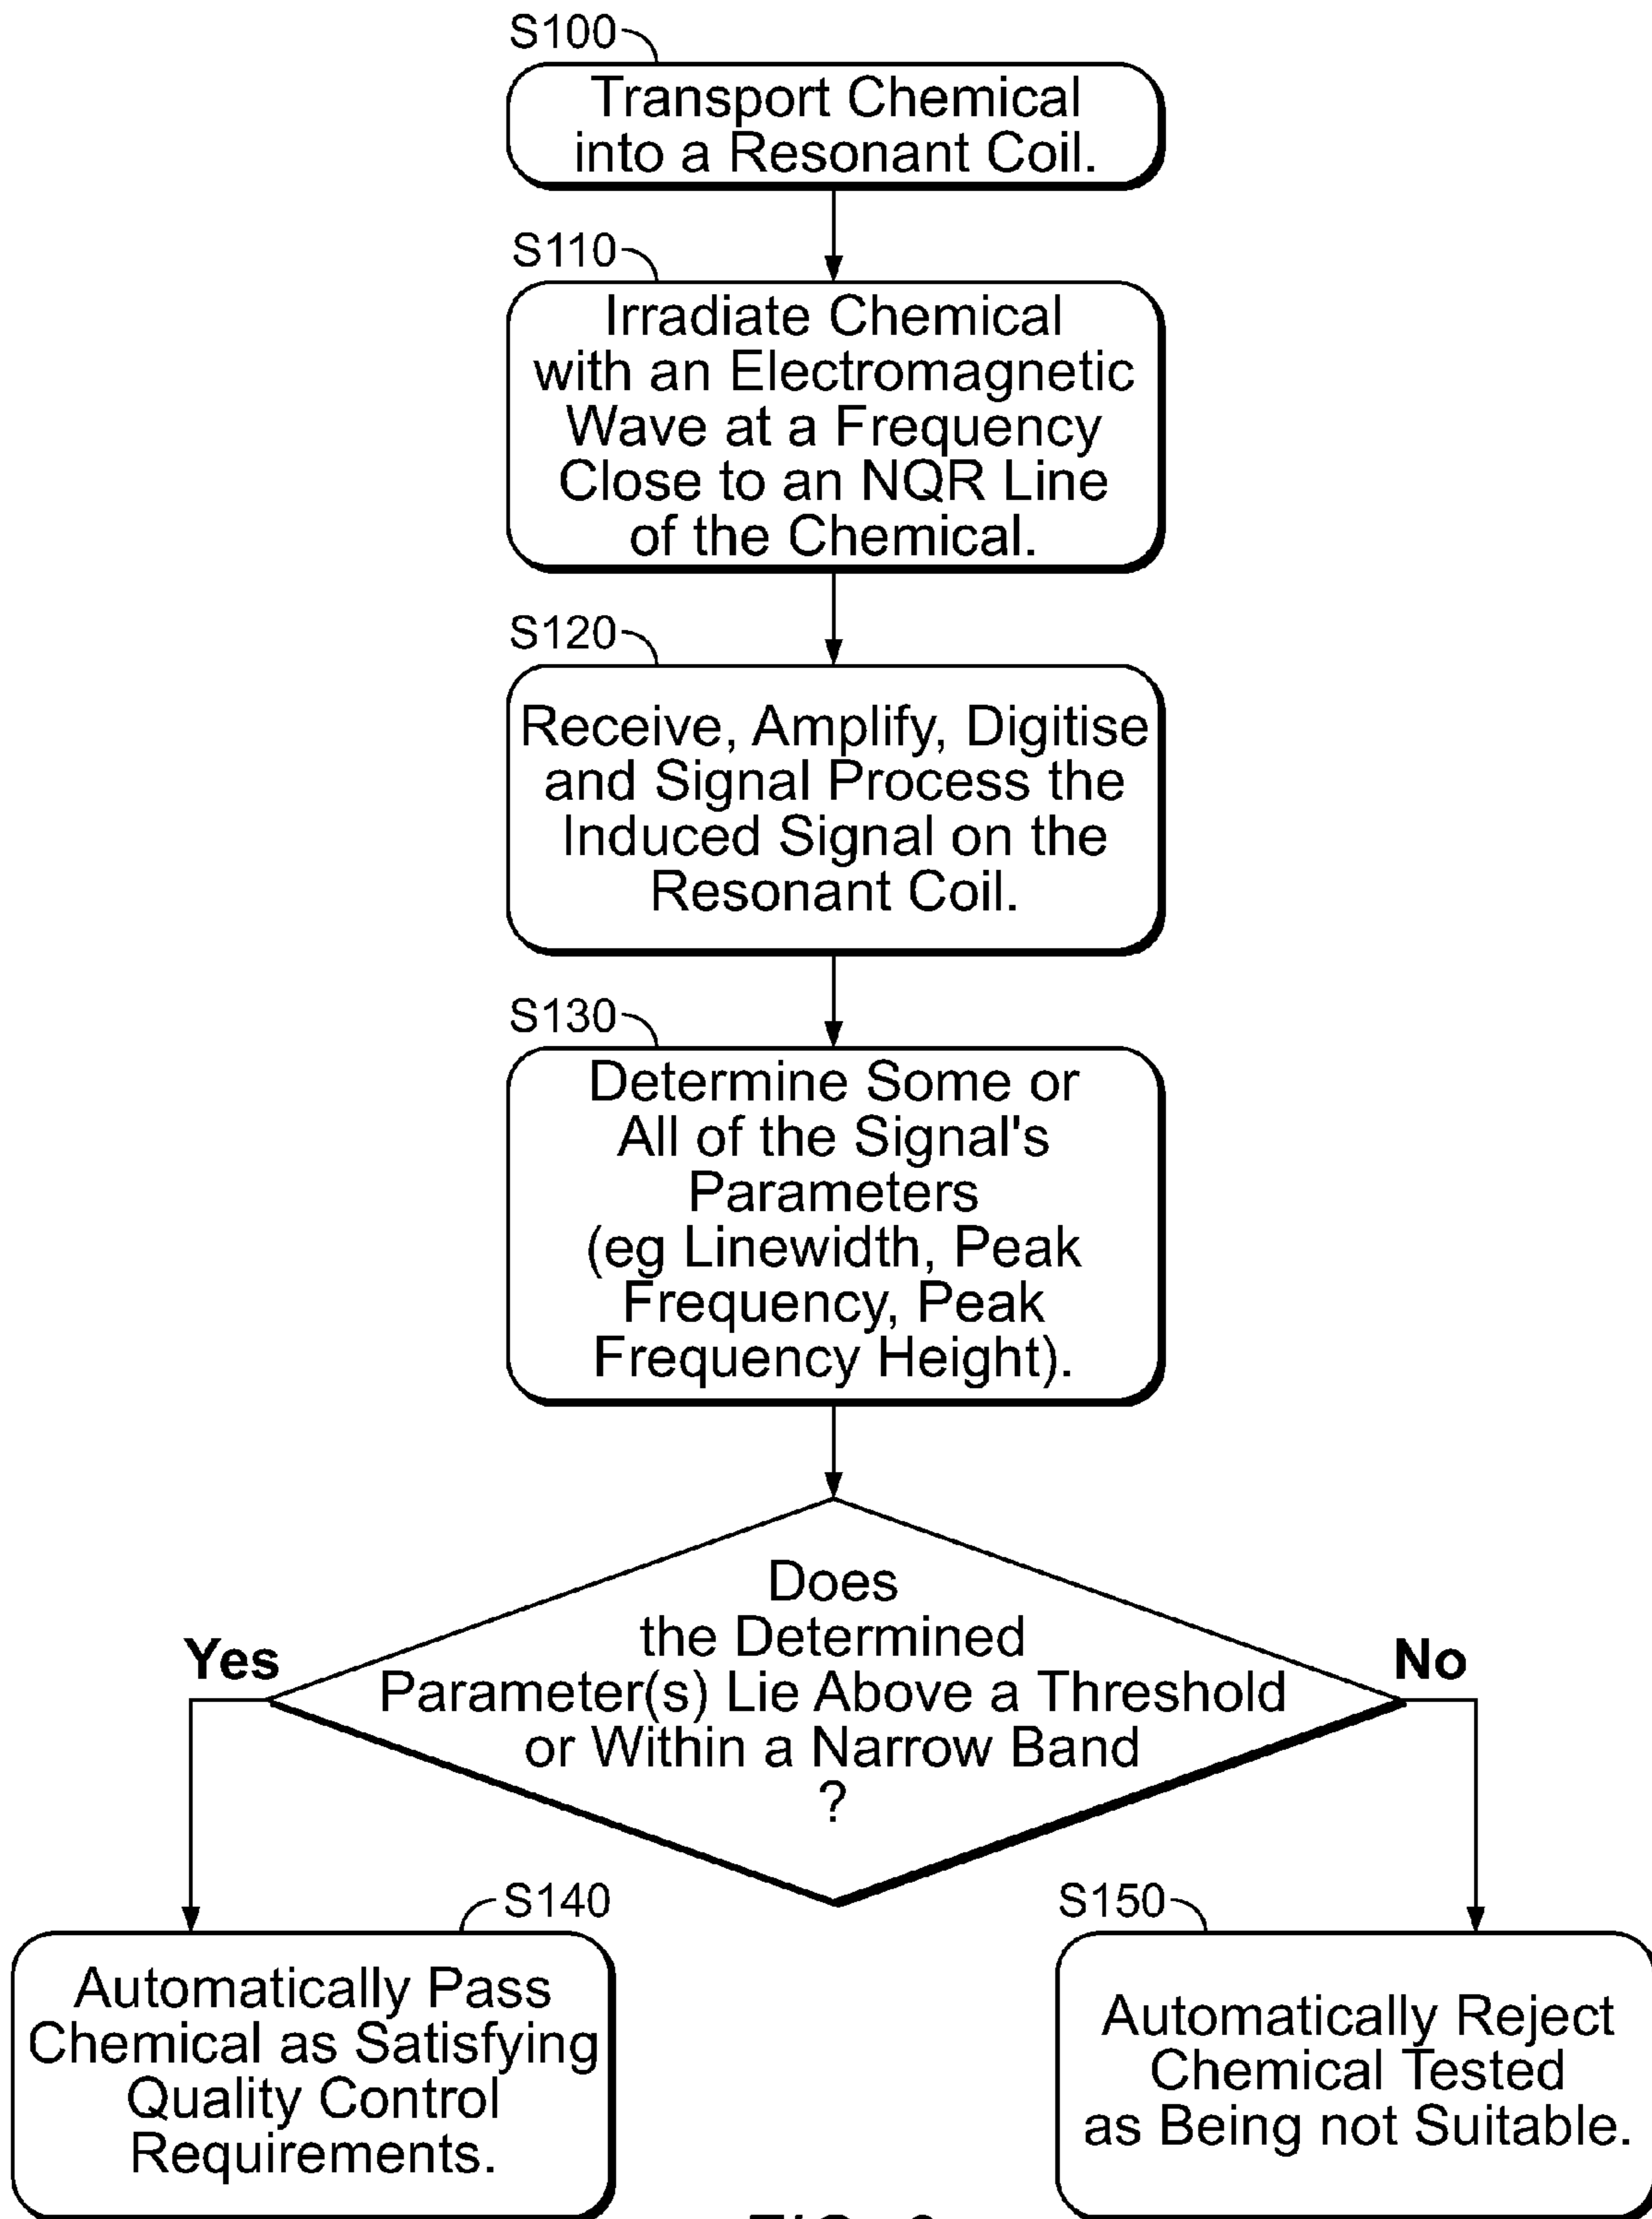 S100
Transport Chemical
into a Resonant Coil.
S110
Irradiate Chemical
with an Electromagnetic
Wave at a Frequency
Close to an NQR Line
of the Chemical.
S120
Receive, Amplify, Digitise
and Signal Process the
Induced Signal on the
Resonant Coil.
S130
Determine Some or
All of the Signal's
Parameters
(eg Linewidth, Peak
Frequency, Peak
Frequency Height).
Does
the Determined
Parameter(s) Lie Above a Threshold
or Within a Narrow Band
?
Yes
No
S140
Automatically Pass
Chemical as Satisfying
Quality Control
Requirements.
S150
Automatically Reject
Chemical Tested
as Being not Suitable.